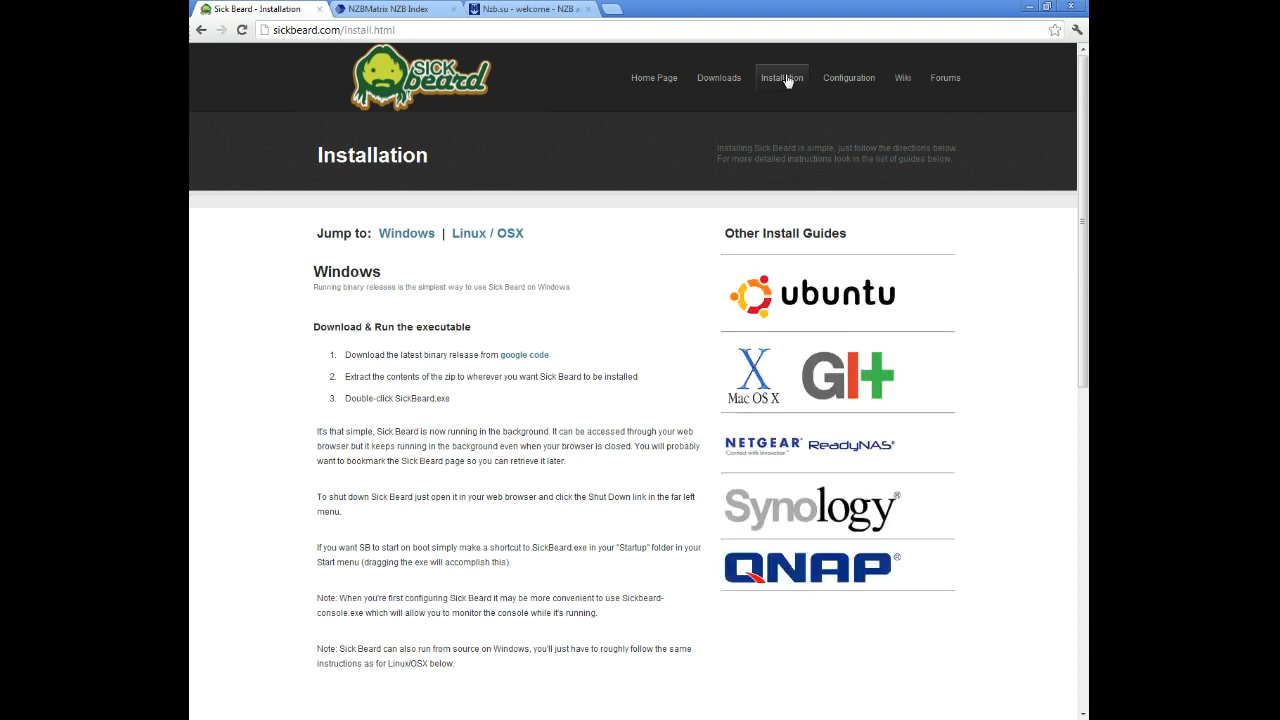 Sick Beard - Installation
NZBMatrix NZB Index
Nzb.su - welcome - NZB a
sickbeard.com/install.html
SICK
beard
Home Page
Downloads
Installation
Configuration
Wiki
Forums
Installation
Installing Sick Beard is simple, just follow the directions below.
For more detailed instructions look in the list of guides below.
Jump to: Windows | Linux / OSX
Windows
Running binary releases is the simplest way to use Sick Beard on Windows.
Download & Run the executable
1. Download the latest binary release from google code
2. Extract the contents of the zip to wherever you want Sick Beard to be installed
3. Double-click SickBeard.exe
It's that simple, Sick Beard is now running in the background. It can be accessed through your web
browser but it keeps running in the background even when your browser is closed. You will probably
want to bookmark the Sick Beard page so you can retrieve it later.
To shut down Sick Beard just open it in your web browser and click the Shut Down link in the far left
menu.
If you want SB to start on boot simply make a shortcut to SickBeard.exe in your "Startup" folder in your
Start menu (dragging the exe will accomplish this).
Note: When you're first configuring Sick Beard it may be more convenient to use Sickbeard-
console.exe which will allow you to monitor the console while it's running.
Note: Sick Beard can also run from source on Windows, you'll just have to roughly follow the same
instructions as for Linux/OSX below.
Other Install Guides
ubuntu
X
Mac OS X
GIt
NETGEAR® ReadyNAS®
Connect with Innovation™
Synology®
QNAP®